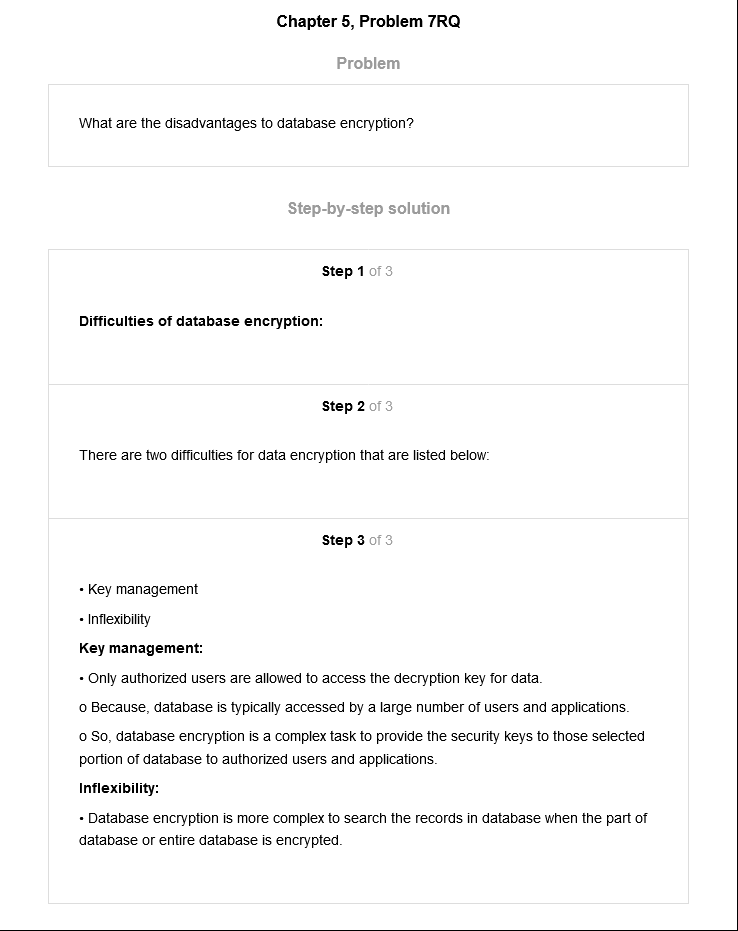 Chapter 5, Problem 7RQ
Problem
What are the disadvantages to database encryption?
Step-by-step solution
Step 1 of 3
Difficulties of database encryption:
Step 2 of 3
There are two difficulties for data encryption that are listed below:
Step 3 of 3
• Key management
• Inflexibility
Key management:
• Only authorized users are allowed to access the decryption key for data.
o Because, database is typically accessed by a large number of users and applications.
o So, database encryption is a complex task to provide the security keys to those selected
portion of database to authorized users and applications.
Inflexibility:
• Database encryption is more complex to search the records in database when the part of
database or entire database is encrypted.